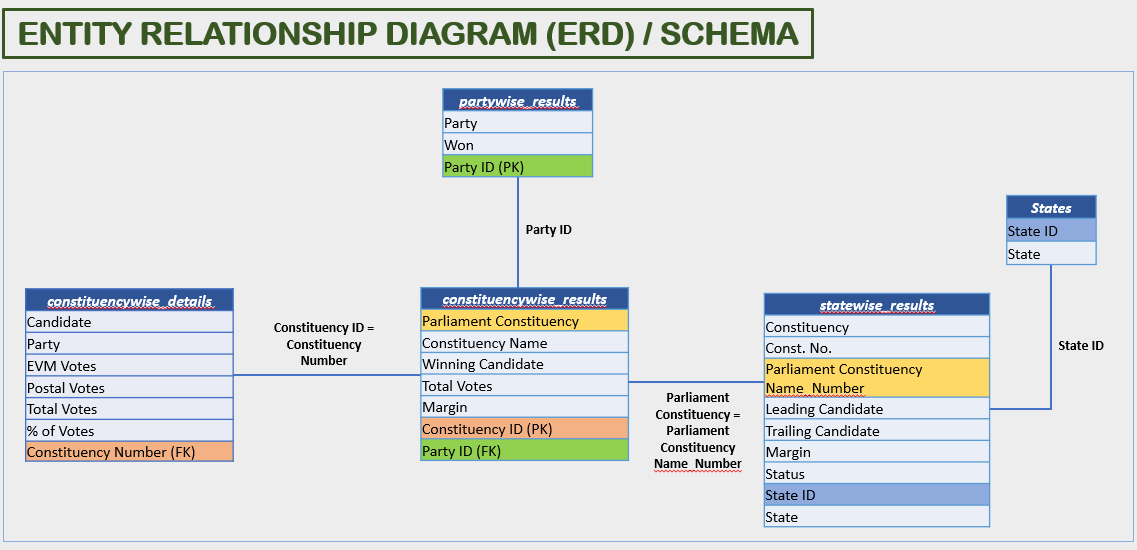 ENTITY RELATIONSHIP DIAGRAM (ERD) / SCHEMA
partywise_results
Party
Won
Party ID (PK)
Party ID
States
State ID
State
State ID
constituencywise_details
Candidate
Party
EVM Votes
Postal Votes
Total Votes
% of Votes
Constituency Number (FK)
Constituency ID =
Constituency
Number
constituencywise_results
Parliament Constituency
Constituency Name
Winning Candidate
Total Votes
Margin
Constituency ID (PK)
Party ID (FK)
Parliament
Constituency =
Parliament
Constituency
Name_Number
statewise_results
Constituency
Const. No.
Parliament Constituency
Name_Number
Leading Candidate
Trailing Candidate
Margin
Status
State ID
State